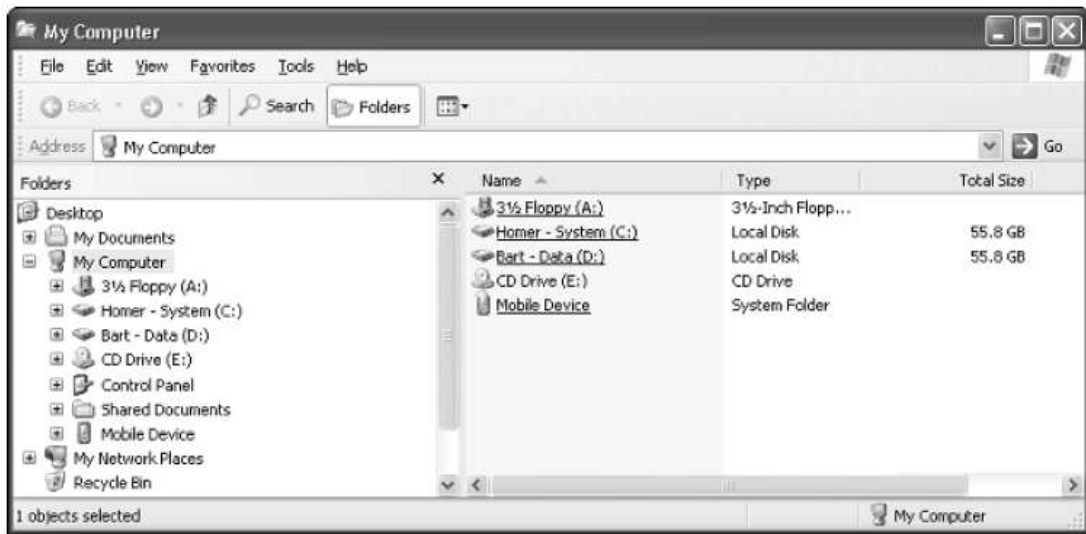 My Computer
File Edit View Favorites Tools Help
Back Search Folders
Address My Computer Go
Folders
Desktop
My Documents
My Computer
3½ Floppy (A:)
Homer - System (C:)
Bart - Data (D:)
CD Drive (E:)
Control Panel
Shared Documents
Mobile Device
My Network Places
Recycle Bin
Name Type Total Size
3½ Floppy (A:) 3½-Inch Flopp...
Homer - System (C:) Local Disk 55.8 GB
Bart - Data (D:) Local Disk 55.8 GB
CD Drive (E:) CD Drive
Mobile Device System Folder
1 objects selected My Computer